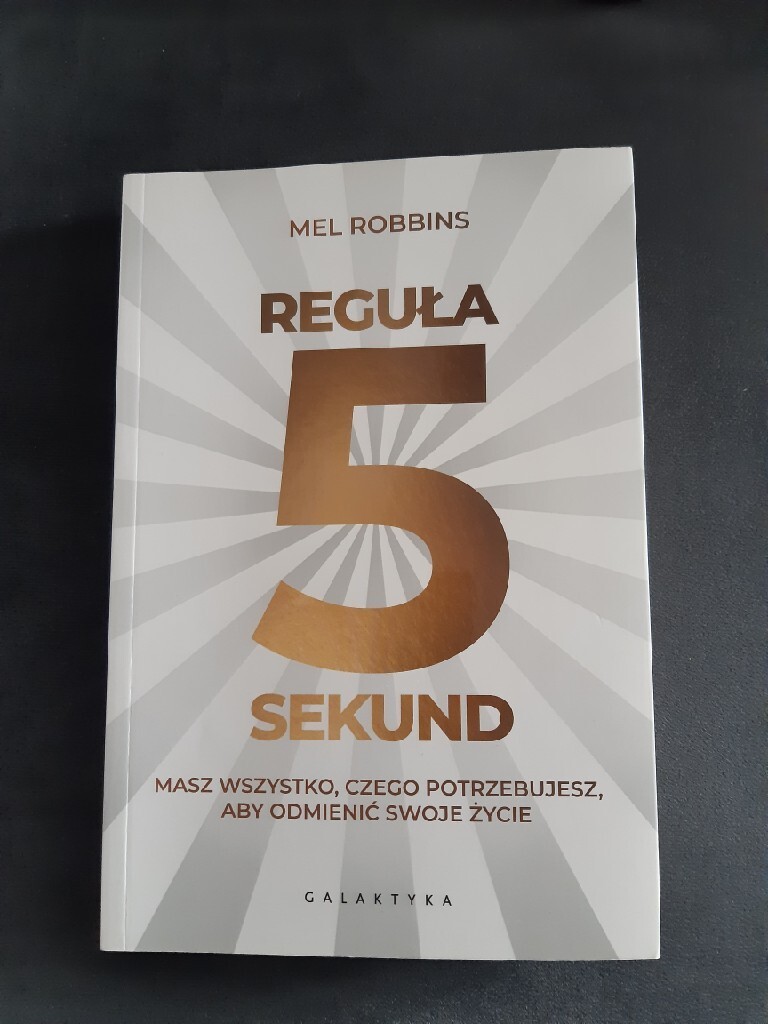 MEL ROBBINS
REGUŁA
5
SEKUND
MASZ WSZYSTKO, CZEGO POTRZEBUJESZ,
ABY ODMIENIĆ SWOJE ŻYCIE
GALAKTYKA